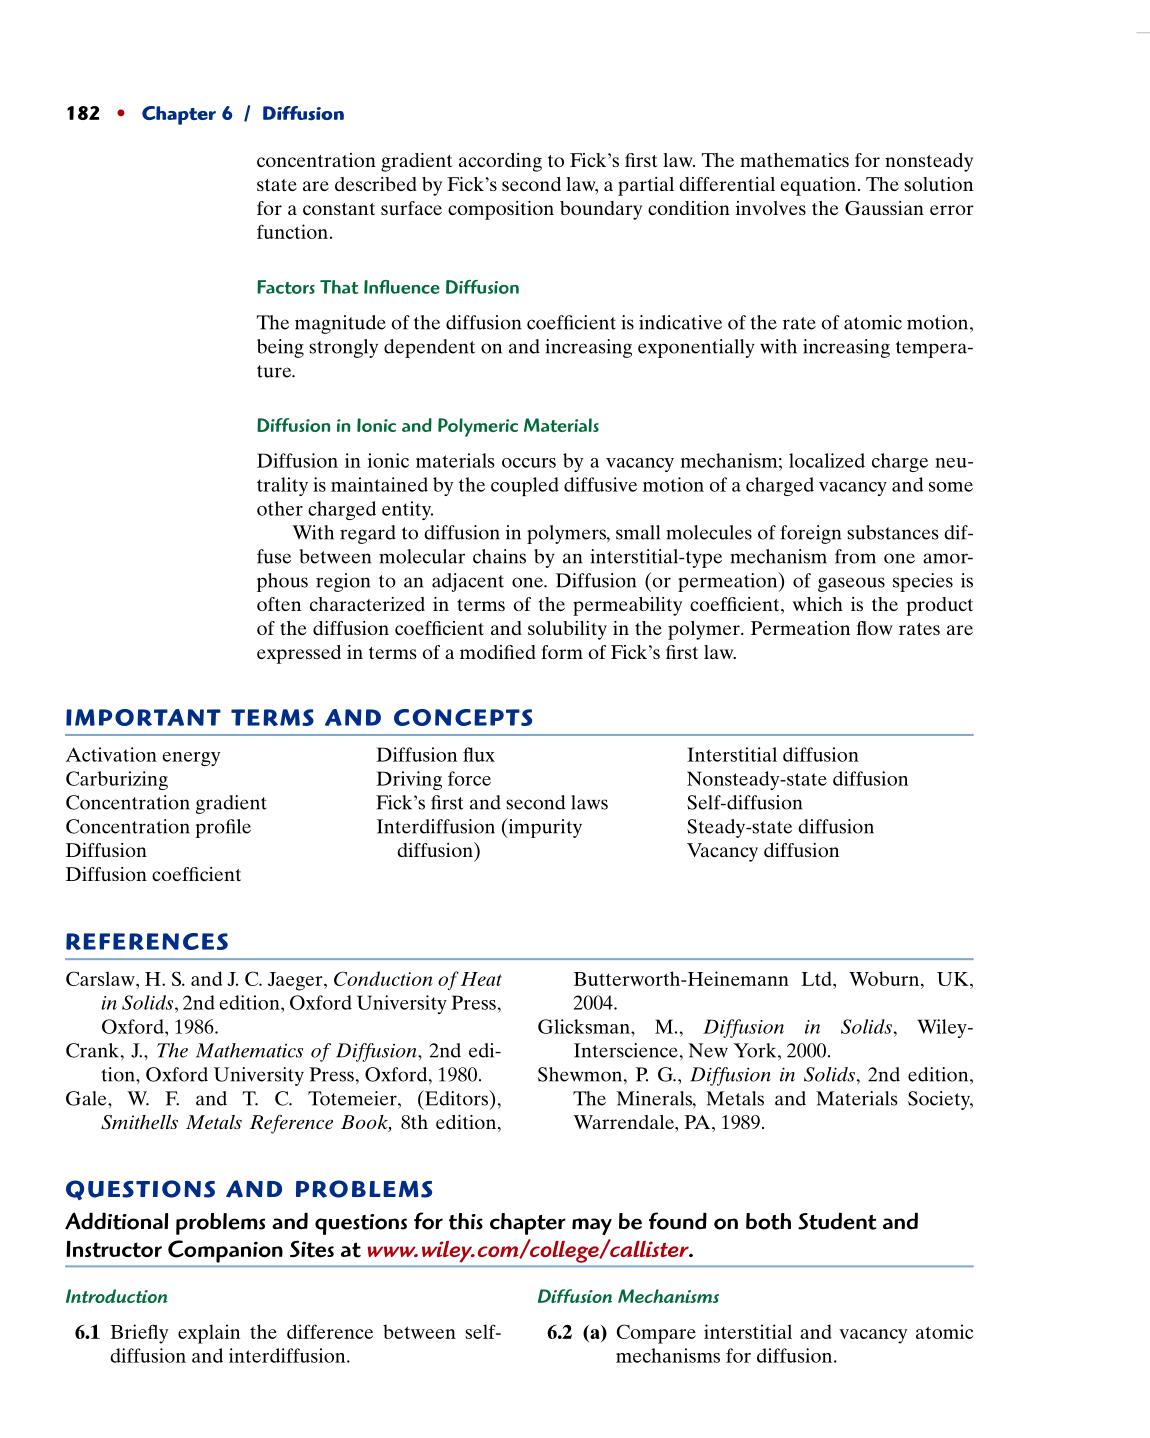 182 • Chapter 6 / Diffusion
concentration gradient according to Fick's first law. The mathematics for nonsteady
state are described by Fick's second law, a partial differential equation. The solution
for a constant surface composition boundary condition involves the Gaussian error
function.
Factors That Influence Diffusion
The magnitude of the diffusion coefficient is indicative of the rate of atomic motion,
being strongly dependent on and increasing exponentially with increasing tempera-
ture.
Diffusion in Ionic and Polymeric Materials
Diffusion in ionic materials occurs by a vacancy mechanism; localized charge neu-
trality is maintained by the coupled diffusive motion of a charged vacancy and some
other charged entity.
With regard to diffusion in polymers, small molecules of foreign substances dif-
fuse between molecular chains by an interstitial-type mechanism from one amor-
phous region to an adjacent one. Diffusion (or permeation) of gaseous species is
often characterized in terms of the permeability coefficient, which is the product
of the diffusion coefficient and solubility in the polymer. Permeation flow rates are
expressed in terms of a modified form of Fick's first law.
IMPORTANT TERMS AND CONCEPTS
Activation energy
Carburizing
Concentration gradient
Concentration profile
Diffusion
Diffusion coefficient
Diffusion flux
Driving force
Fick's first and second laws
Interdiffusion (impurity
diffusion)
Interstitial diffusion
Nonsteady-state diffusion
Self-diffusion
Steady-state diffusion
Vacancy diffusion
REFERENCES
Carslaw, H. S. and J. C. Jaeger, Conduction of Heat
in Solids, 2nd edition, Oxford University Press,
Oxford, 1986.
Crank, J., The Mathematics of Diffusion, 2nd edi-
tion, Oxford University Press, Oxford, 1980.
Gale, W. F. and T. C. Totemeier, (Editors),
Smithells Metals Reference Book, 8th edition,
Butterworth-Heinemann Ltd, Woburn, UK,
2004.
Glicksman, M., Diffusion in Solids, Wiley-
Interscience, New York, 2000.
Shewmon, P. G., Diffusion in Solids, 2nd edition,
The Minerals, Metals and Materials Society,
Warrendale, PA, 1989.
QUESTIONS AND PROBLEMS
Additional problems and questions for this chapter may be found on both Student and
Instructor Companion Sites at www.wiley.com/college/callister.
Introduction
6.1 Briefly explain the difference between self-
diffusion and interdiffusion.
Diffusion Mechanisms
6.2 (a) Compare interstitial and vacancy atomic
mechanisms for diffusion.